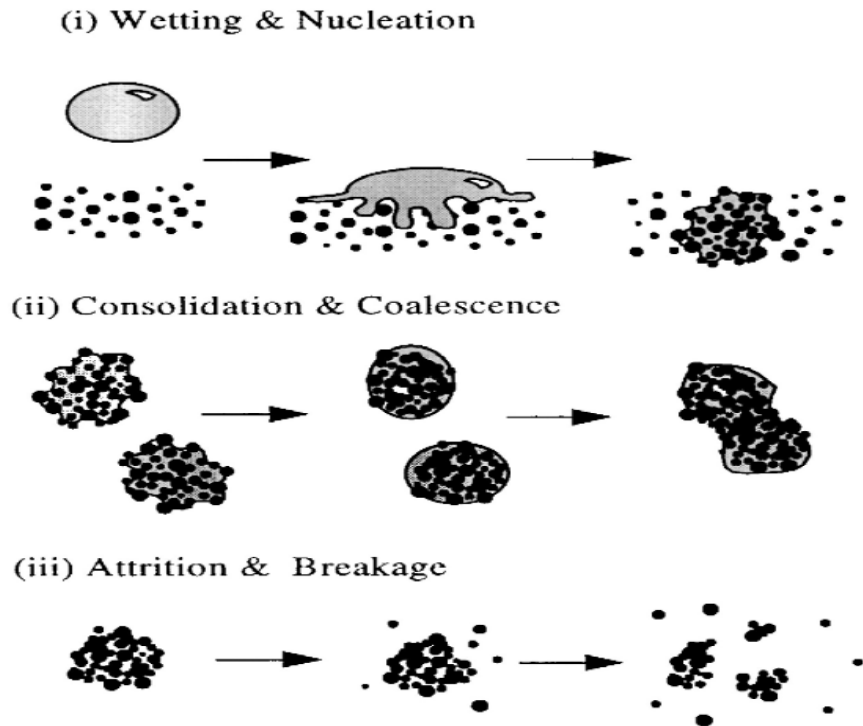 (i) Wetting & Nucleation
(ii) Consolidation & Coalescence
(iii) Attrition & Breakage